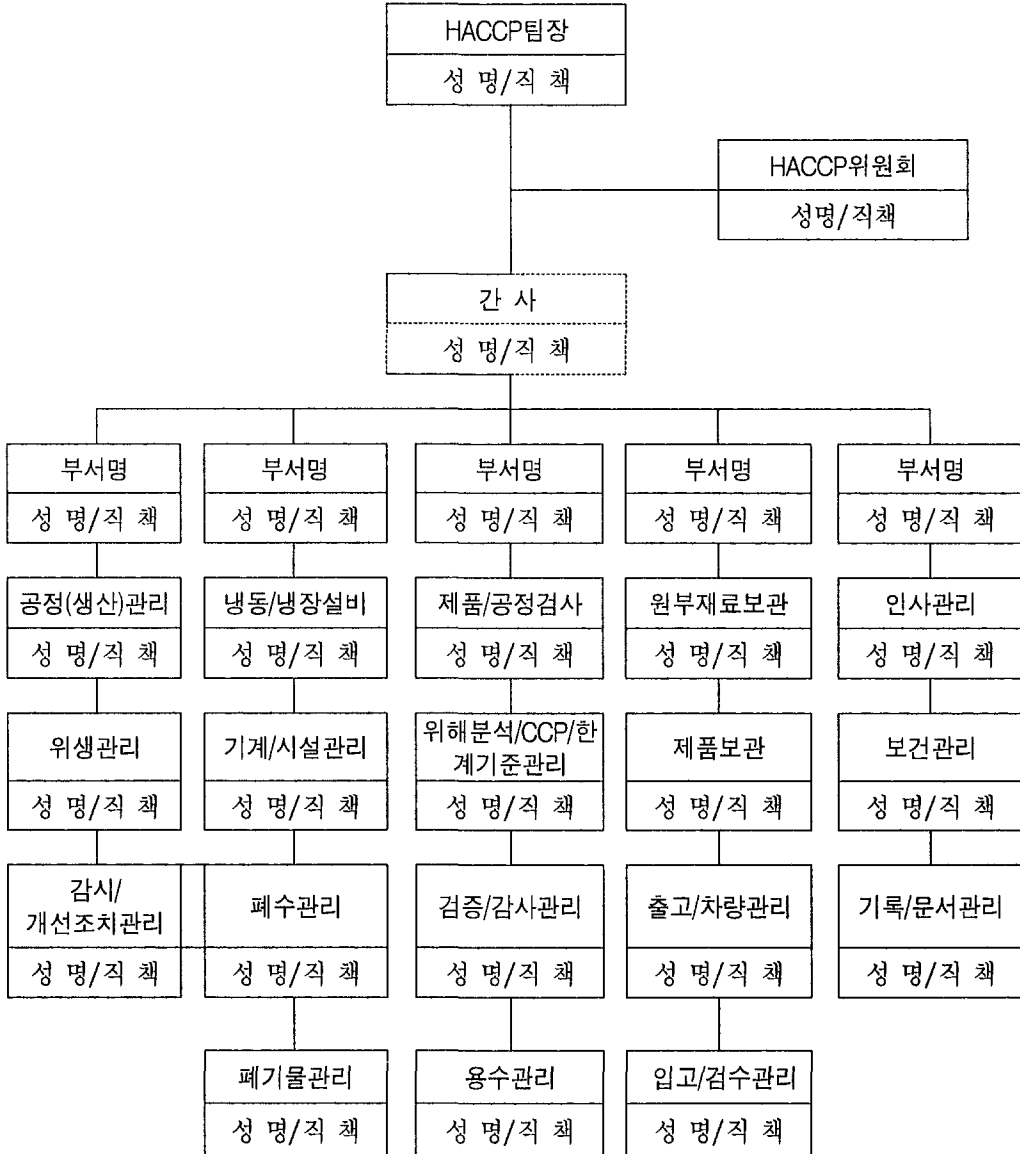 HACCP팀장
성 명/직 책
HACCP위원회
성명/직책
간 사
성 명/직 책
부서명 부서명 부서명 부서명 부서명
성 명/직 책 성 명/직 책 성 명/직 책 성 명/직 책 성 명/직 책
공정(생산)관리 냉동/냉장설비 제품/공정검사 원부재료보관 인사관리
성 명/직 책 성 명/직 책 성 명/직 책 성 명/직 책 성 명/직 책
위생관리 기계/시설관리 위해분석/CCP/한
계기준관리 제품보관 보건관리
성 명/직 책 성 명/직 책 성 명/직 책 성 명/직 책 성 명/직 책
감시/
개선조치관리 폐수관리 검증/감사관리 출고/차량관리 기록/문서관리
성 명/직 책 성 명/직 책 성 명/직 책 성 명/직 책 성 명/직 책
폐기물관리 용수관리 입고/검수관리
성 명/직 책 성 명/직 책 성 명/직 책